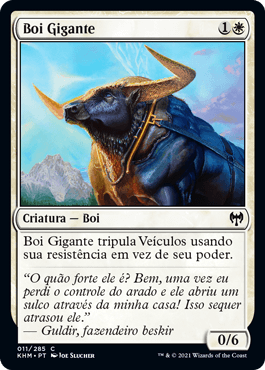 Boi Gigante 1
Criatura — Boi
Boi Gigante tripula Veículos usando
sua resistência em vez de seu poder.
“O quão forte ele é? Bem, uma vez eu
perdi o controle do arado e ele abriu um
sulco através da minha casa! Isso sequer
atrasou ele.”
— Guldir, fazendeiro beskir
0/6
011/285 C
KHM • PT Joe Slucher
™ & © 2021 Wizards of the Coast